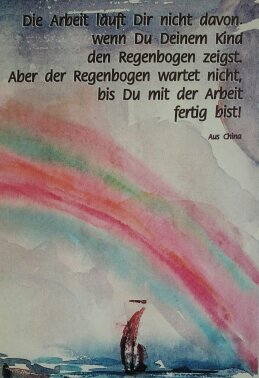 Die Arbeit läuft Dir nicht davon.
wenn Du Deinem Kind
den Regenbogen zeigst.
Aber der Regenbogen wartet nicht,
bis Du mit der Arbeit
fertig bist!
Aus China